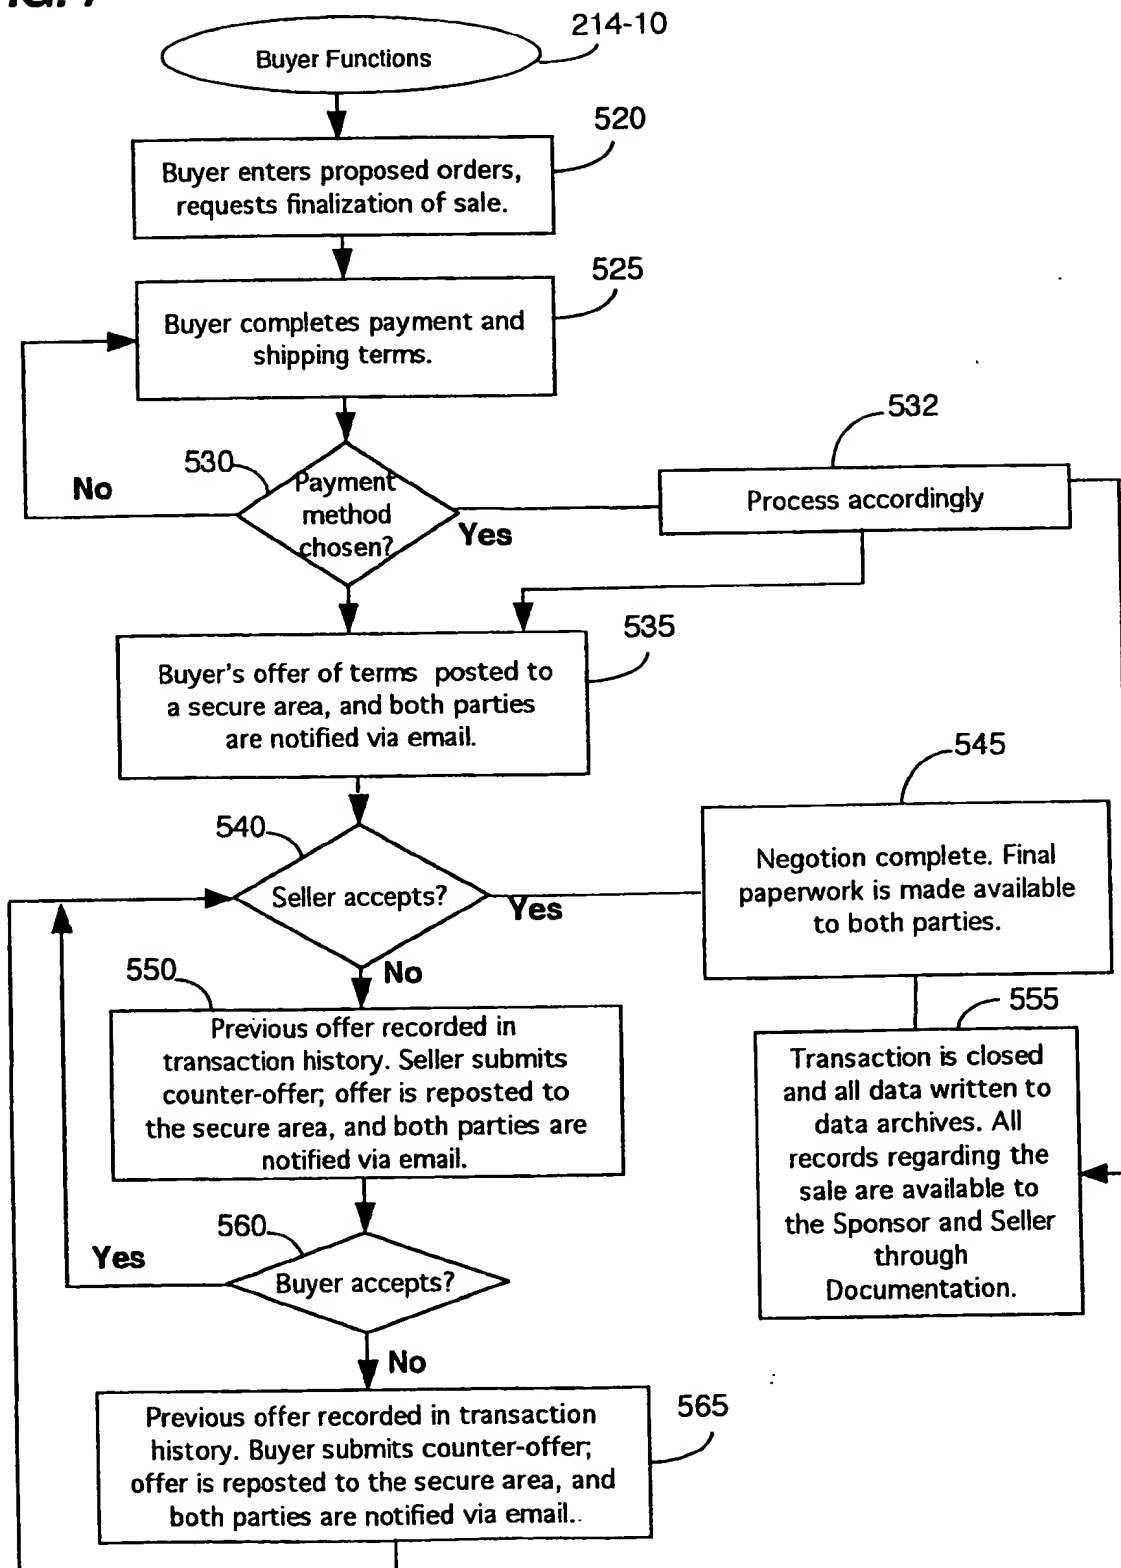 214-10
Buyer Functions
520
Buyer enters proposed orders,
requests finalization of sale.
525
Buyer completes payment and
shipping terms.
532
530
No
Payment
method
chosen?
Yes
Process accordingly
535
Buyer's offer of terms posted to
a secure area, and both parties
are notified via email.
545
540
Seller accepts?
Yes
Negotion complete. Final
paperwork is made available
to both parties.
No
550
555
Previous offer recorded in
transaction history. Seller submits
counter-offer; offer is reposted to
the secure area, and both parties are
notified via email.
Transaction is closed
and all data written to
data archives. All
records regarding the
sale are available to
the Sponsor and Seller
through
Documentation.
560
Yes
Buyer accepts?
No
565
Previous offer recorded in transaction
history. Buyer submits counter-offer;
offer is reposted to the secure area, and
both parties are notified via email..